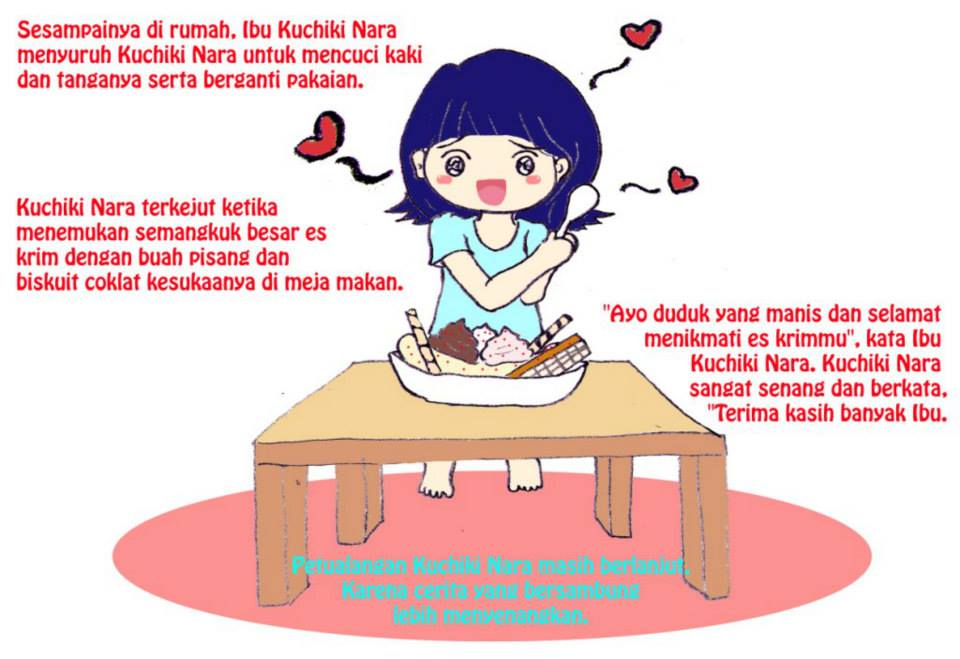 Sesampainya di rumah, Ibu Kuchiki Nara
menyuruh Kuchiki Nara untuk mencuci kaki
dan tanganya serta berganti pakaian.
Kuchiki Nara terkejut ketika
menemukan semangkuk besar es
krim dengan buah pisang dan
biskuit coklat kesukaanya di meja makan.
"Ayo duduk yang manis dan selamat
menikmati es krimmu", kata Ibu
Kuchiki Nara. Kuchiki Nara
sangat senang dan berkata,
"Terima kasih banyak Ibu.
Petualangan Kuchiki Nara masih berlanjut,
Karena cerita yang bersambung
lebih menyenangkan.